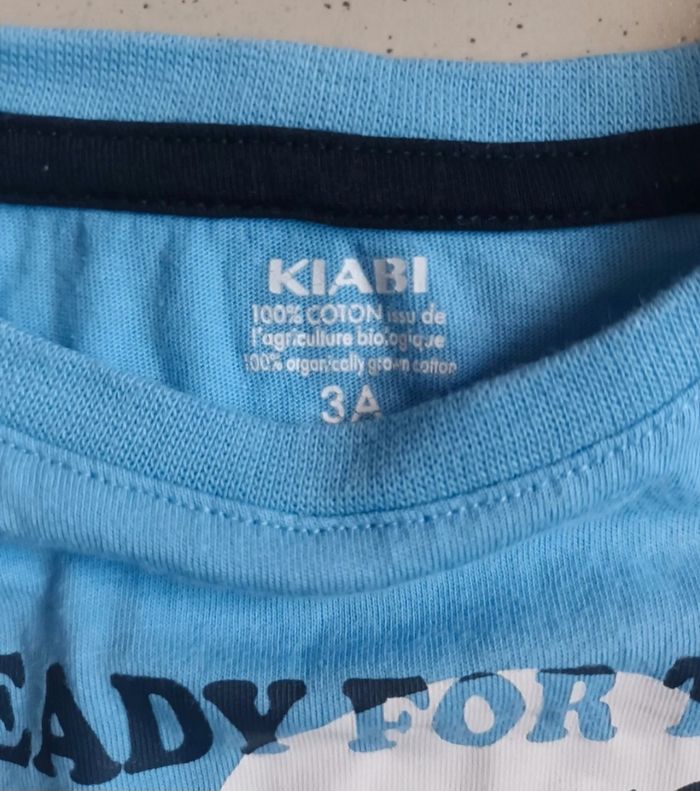 KIABI
100% COTON issu de
l'agriculture biologique
100% organically grown cotton
3A
EADY FOR T